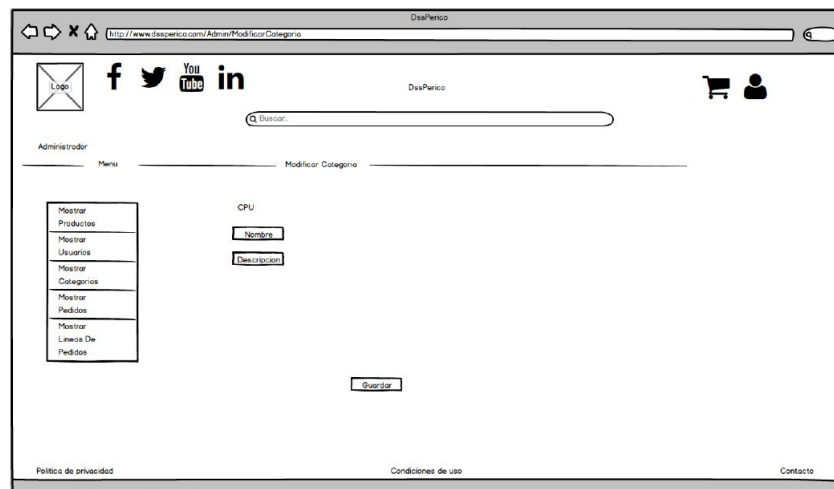 DssPerico
http://www.dssperico.com/Admin/ModificarCategoria
Logo
f
You
Tube
in
DssPerico
Buscar..
Administrador
Menu
Modificar Categoria
Mostrar
Productos
Mostrar
Usuarios
Mostrar
Categorias
Mostrar
Pedidos
Mostrar
Lineas De
Pedidos
CPU
Nombre
Descripcion
Guardar
Politica de privacidad
Condiciones de uso
Contacto